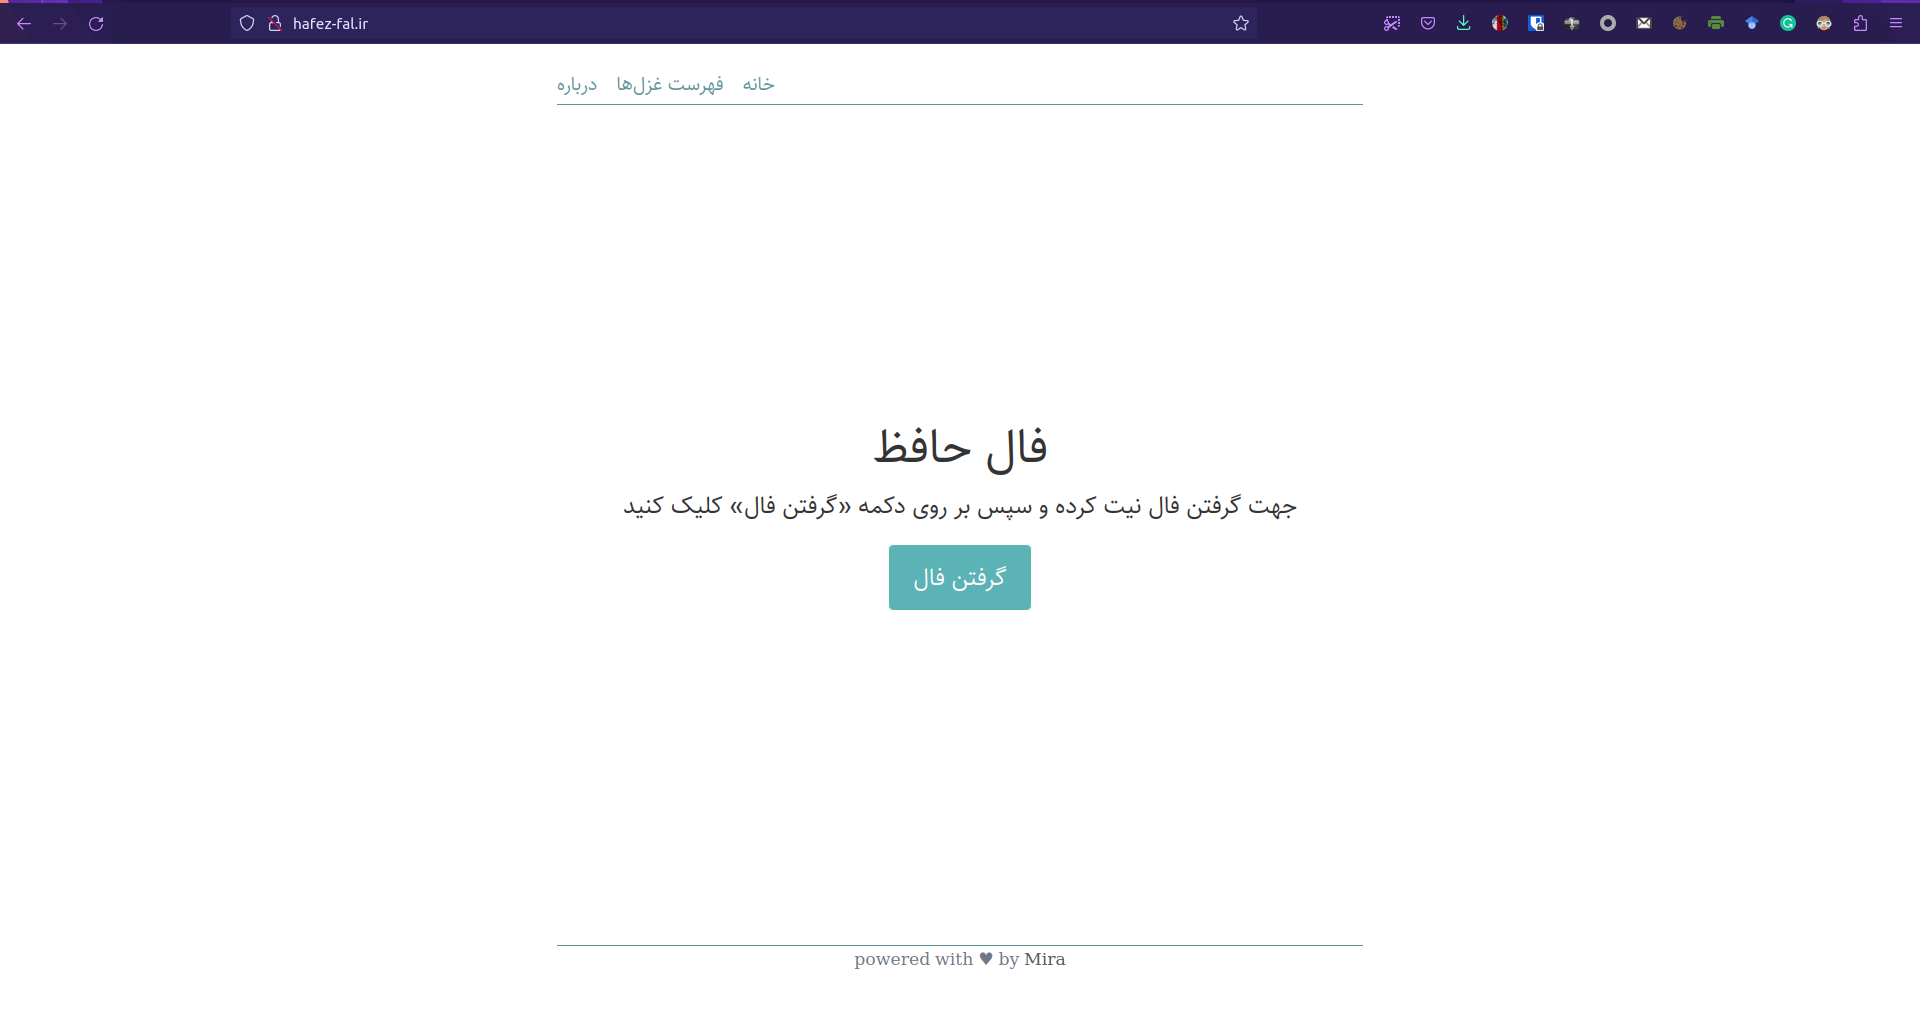 hafez-fal.ir
خانه فهرست غزل‌ها درباره
فال حافظ
جهت گرفتن فال نیت کرده و سپس بر روی دکمه «گرفتن فال» کلیک کنید
گرفتن فال
powered with ♥ by Mira